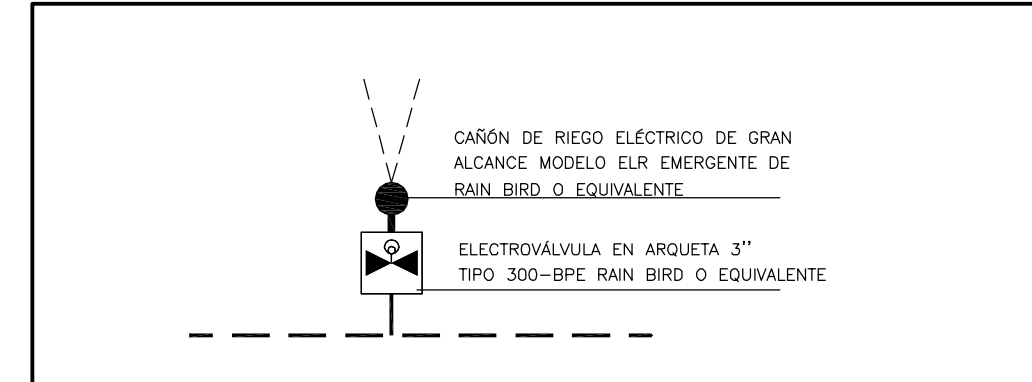 CAÑÓN DE RIEGO ELÉCTRICO DE GRAN
ALCANCE MODELO ELR EMERGENTE DE
RAIN BIRD O EQUIVALENTE
ELECTROVÁLVULA EN ARQUETA 3''
TIPO 300-BPE RAIN BIRD O EQUIVALENTE